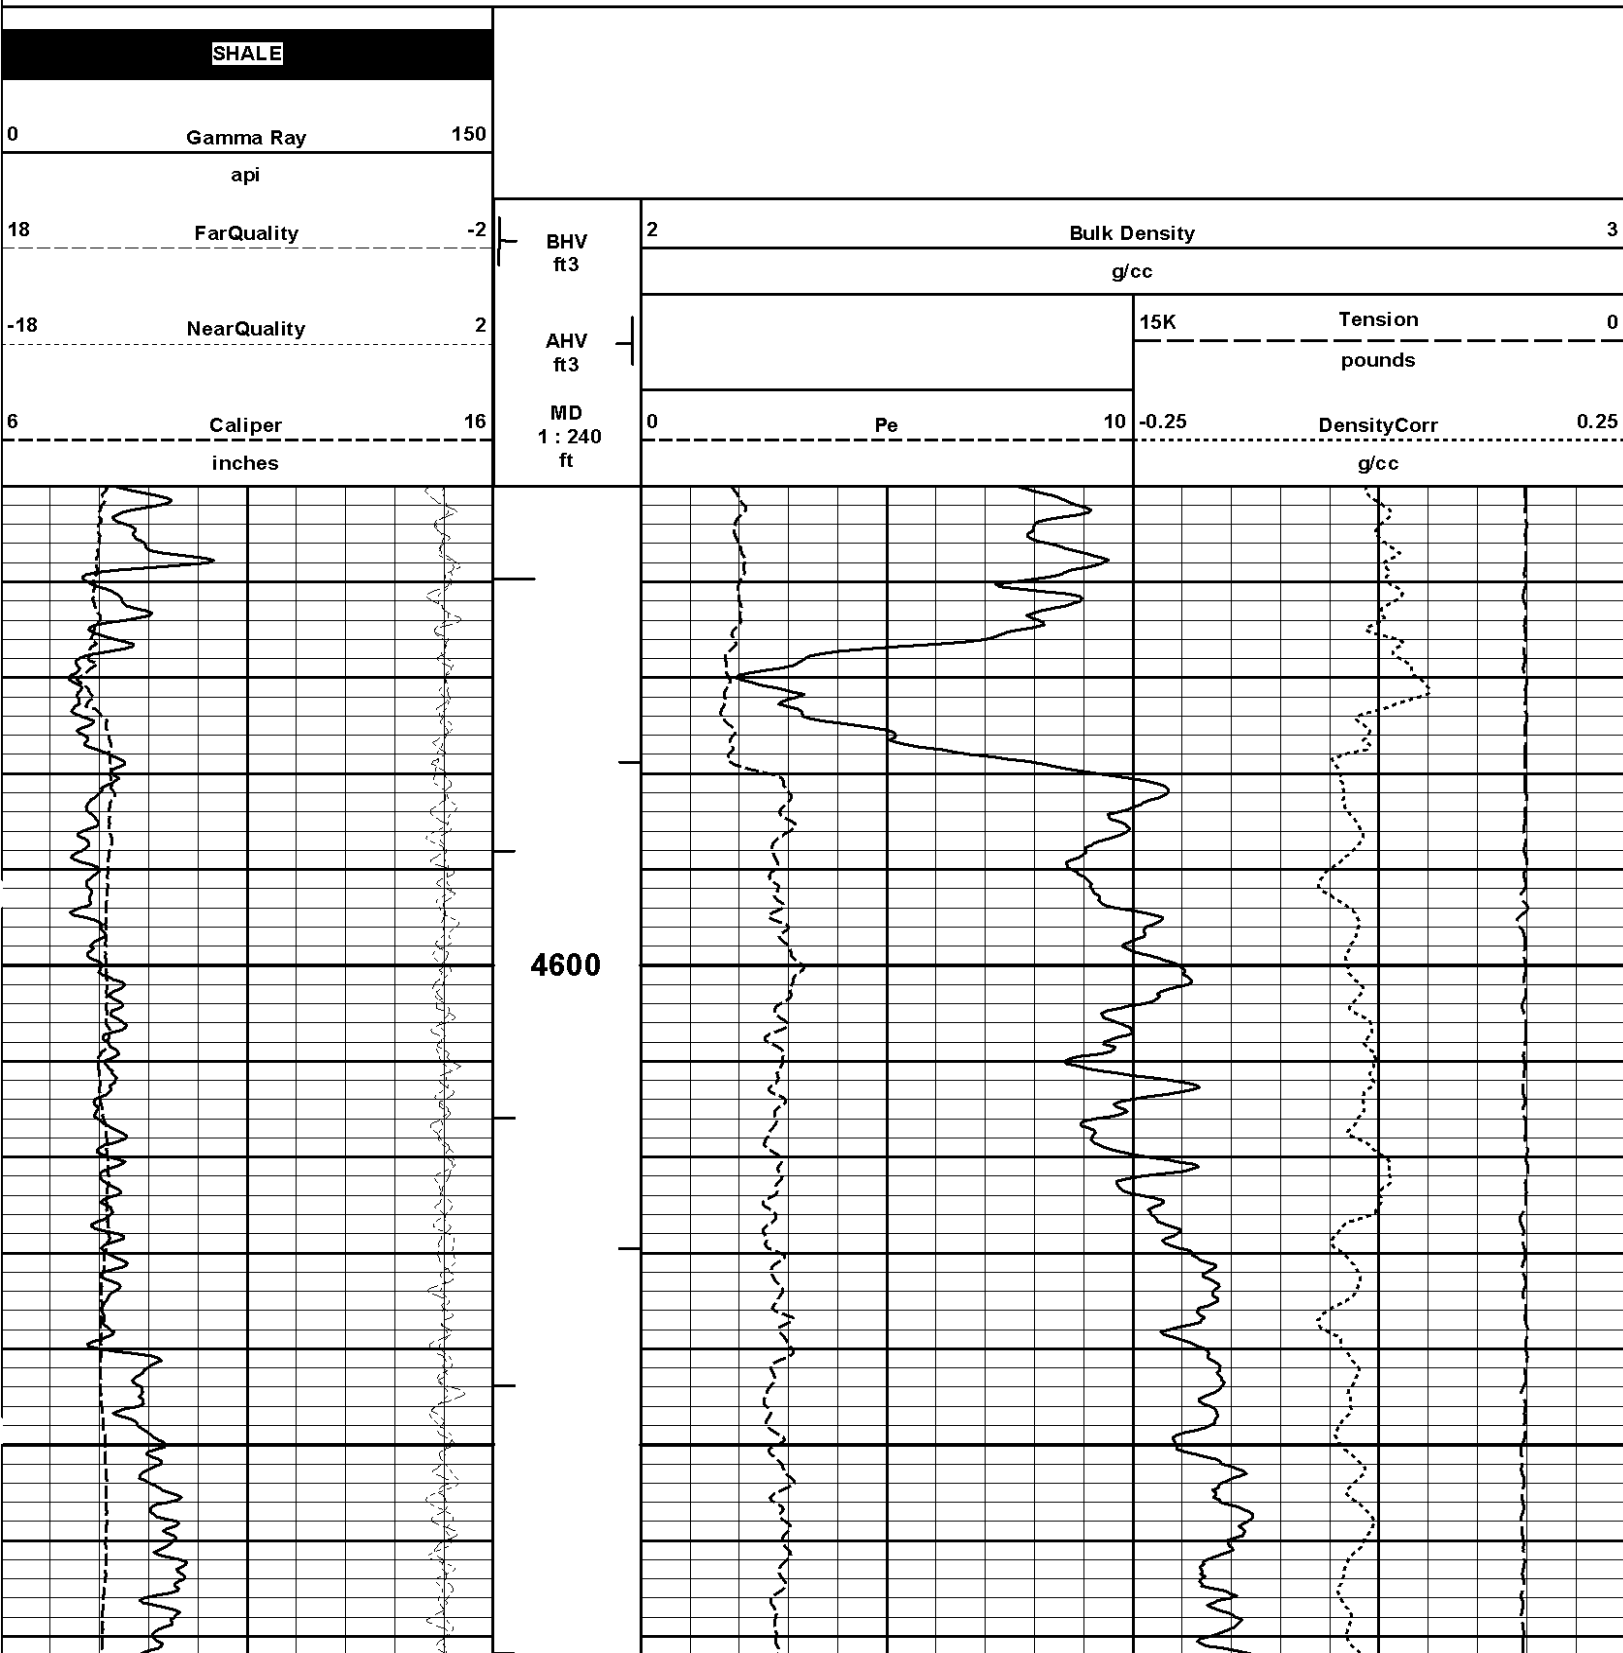 SHALE
0 Gamma Ray 150
api
18 FarQuality -2
-18 NearQuality 2
6 Caliper 16
inches
BHV
ft3
AHV
ft3
MD
1 : 240
ft
2 Bulk Density 3
g/cc
15K Tension 0
pounds
0 Pe 10
-0.25 DensityCorr 0.25
g/cc
4600